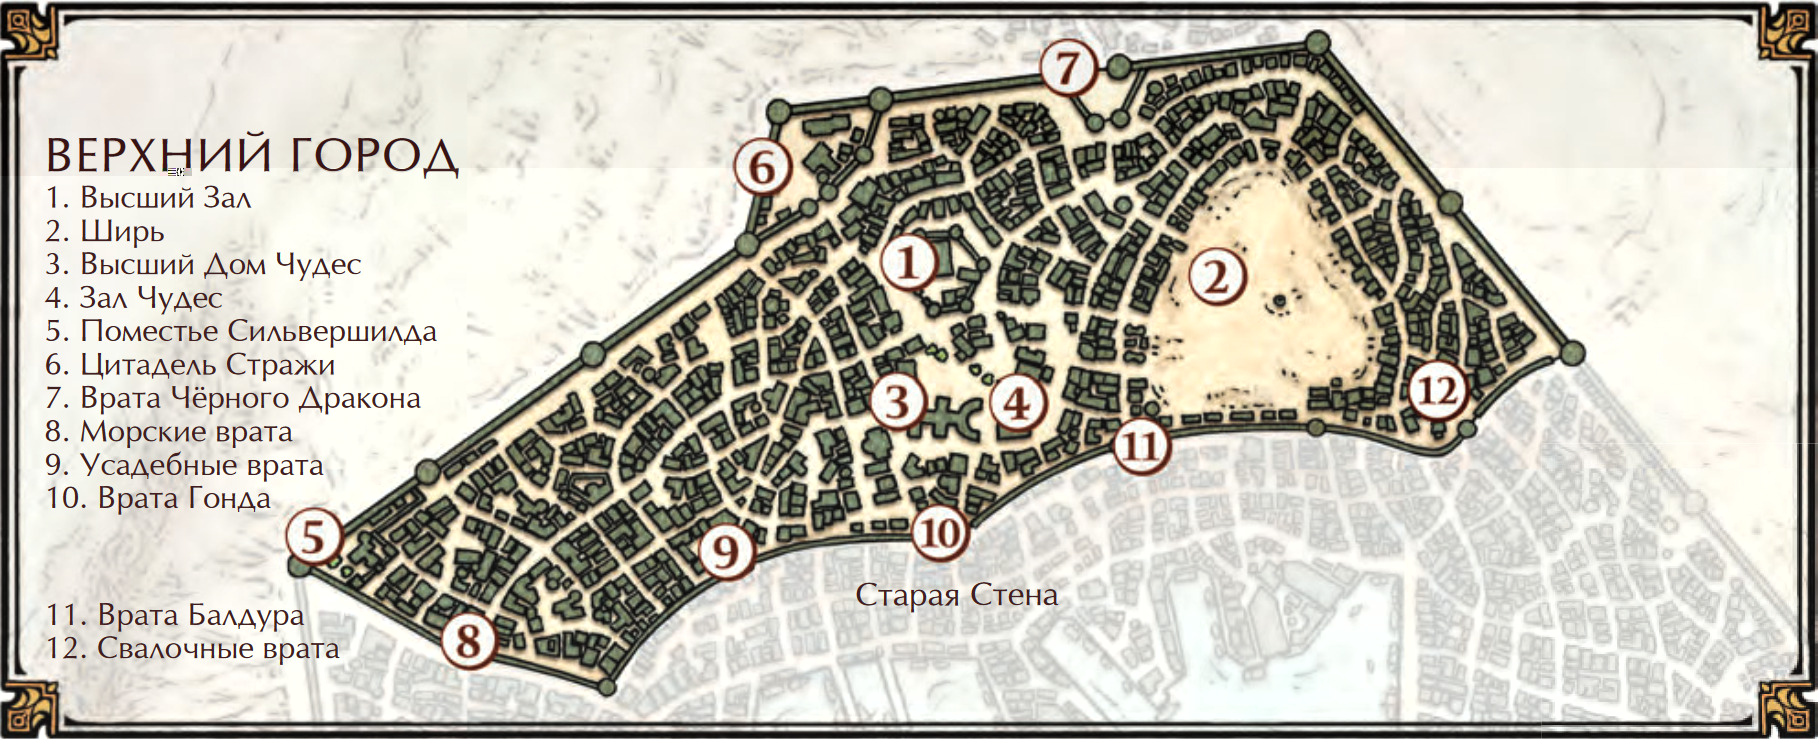 ВЕРХНИЙ ГОРОД
1. Высший Зал
2. Ширь
3. Высший Дом Чудес
4. Зал Чудес
5. Поместье Сильвершилда
6. Цитадель Стражи
7. Врата Чёрного Дракона
8. Морские врата
9. Усадебные врата
10. Врата Гонда
11. Врата Балдура
12. Свалочные врата
7
6
1
2
3
4
12
11
5
9
10
8
Старая Стена